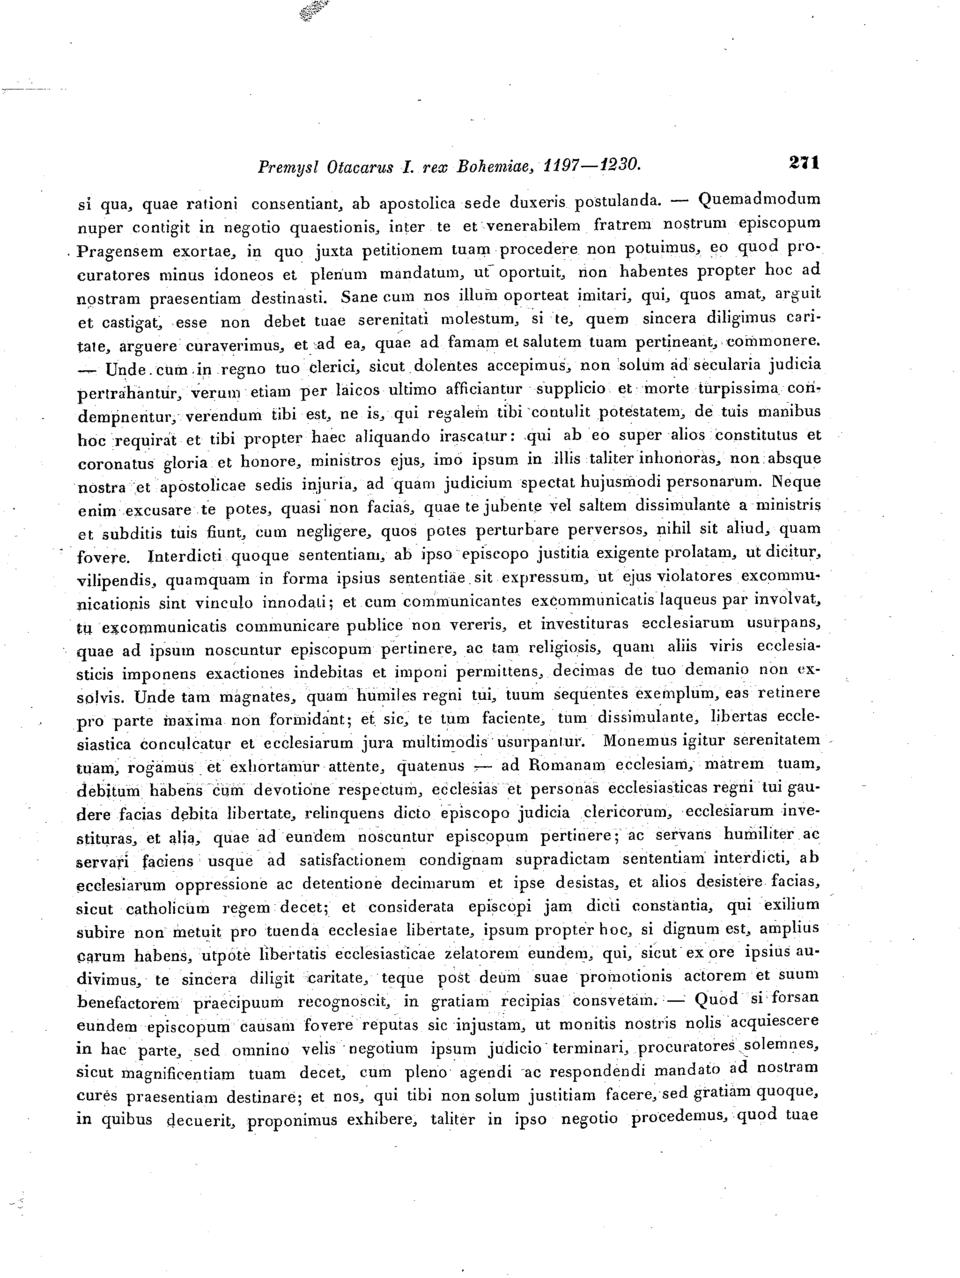 Premysl Otacarus I. rex Bohemiae, 1197—1230. 271
si qua, quae rationi consentiant, ab apostolica sede duxeris postulanda. — Quemadmodum
nuper contigit in negotio quaestionis, inter te et venerabilem fratrem nostrum episcopum
Pragensem exortae, in quo juxta petitionem tuam procedere non potuimus, eo quod pro-
curatores minus idoneos et plenum mandatum, ut oportuit, non habentes propter hoc ad
nostram praesentiam destinasti. Sane cum nos illum oporteat imitari, qui, quos amat, arguit
et castigat, esse non debet tuae serenitati molestum, si te, quem sincera diligimus cari-
tate, arguere curaverimus, et ad ea, quae ad famam et salutem tuam pertineant, commonere.
— Unde cum in regno tuo clerici, sicut dolentes accepimus, non solum ad secularia judicia
pertrahantur, verum etiam per laicos ultimo afficiantur supplicio et morte turpissima con-
dempnentur, verendum tibi est, ne is, qui regalem tibi contulit potestatem, de tuis manibus
hoc requirat et tibi propter haec aliquando irascatur: qui ab eo super alios constitutus et
coronatus gloria et honore, ministros ejus, imo ipsum in illis taliter inhonoras, non absque
nostra et apostolicae sedis injuria, ad quam judicium spectat hujusmodi personarum. Neque
enim excusare te potes, quasi non facias, quae te jubente vel saltem dissimulante a ministris
et subditis tuis fiunt, cum negligere, quos potes perturbare perversos, nihil sit aliud, quam
fovere. Interdicti quoque sententiam, ab ipso episcopo justitia exigente prolatam, ut dicitur,
vilipendis, quamquam in forma ipsius sententiae sit expressum, ut ejus violatores excommu-
nicationis sint vinculo innodati; et cum communicantes excommunicatis laqueus par involvat,
tu excommunicatis communicare publice non vereris, et investituras ecclesiarum usurpans,
quae ad ipsum noscuntur episcopum pertinere, ac tam religiosis, quam aliis viris ecclesia-
sticis imponens exactiones indebitas et imponi permittens, decimas de tuo demanio non ex-
solvis. Unde tam magnates, quam humiles regni tui, tuum sequentes exemplum, eas retinere
pro parte maxima non formidant; et sic, te tum faciente, tum dissimulante, libertas eccle-
siastica conculcatur et ecclesiarum jura multimodis usurpantur. Monemus igitur serenitatem
tuam, rogamus et exhortamur attente, quatenus — ad Romanam ecclesiam, matrem tuam,
debitum habens cum devotione respectum, ecclesias et personas ecclesiasticas regni tui gau-
dere facias debita libertate, relinquens dicto episcopo judicia clericorum, ecclesiarum inve-
stituras, et alia, quae ad eundem noscuntur episcopum pertinere; ac servans humiliter ac
servari faciens usque ad satisfactionem condignam supradictam sententiam interdicti, ab
ecclesiarum oppressione ac detentione decimarum et ipse desistas, et alios desistere facias,
sicut catholicum regem decet; et considerata episcopi jam dicti constantia, qui exilium
subire non metuit pro tuenda ecclesiae libertate, ipsum propter hoc, si dignum est, amplius
carum habens, utpote libertatis ecclesiasticae zelatorem eundem, qui, sicut ex ore ipsius au-
divimus, te sincera diligit caritate, teque post deum suae promotionis actorem et suum
benefactorem praecipuum recognoscit, in gratiam recipias consvetam. — Quod si forsan
eundem episcopum causam fovere reputas sic injustam, ut monitis nostris nolis acquiescere
in hac parte, sed omnino velis negotium ipsum judicio terminari, procuratores solemnes,
sicut magnificentiam tuam decet, cum pleno agendi ac respondendi mandato ad nostram
cures praesentiam destinare; et nos, qui tibi non solum justitiam facere, sed gratiam quoque,
in quibus decuerit, proponimus exhibere, taliter in ipso negotio procedemus, quod tuae